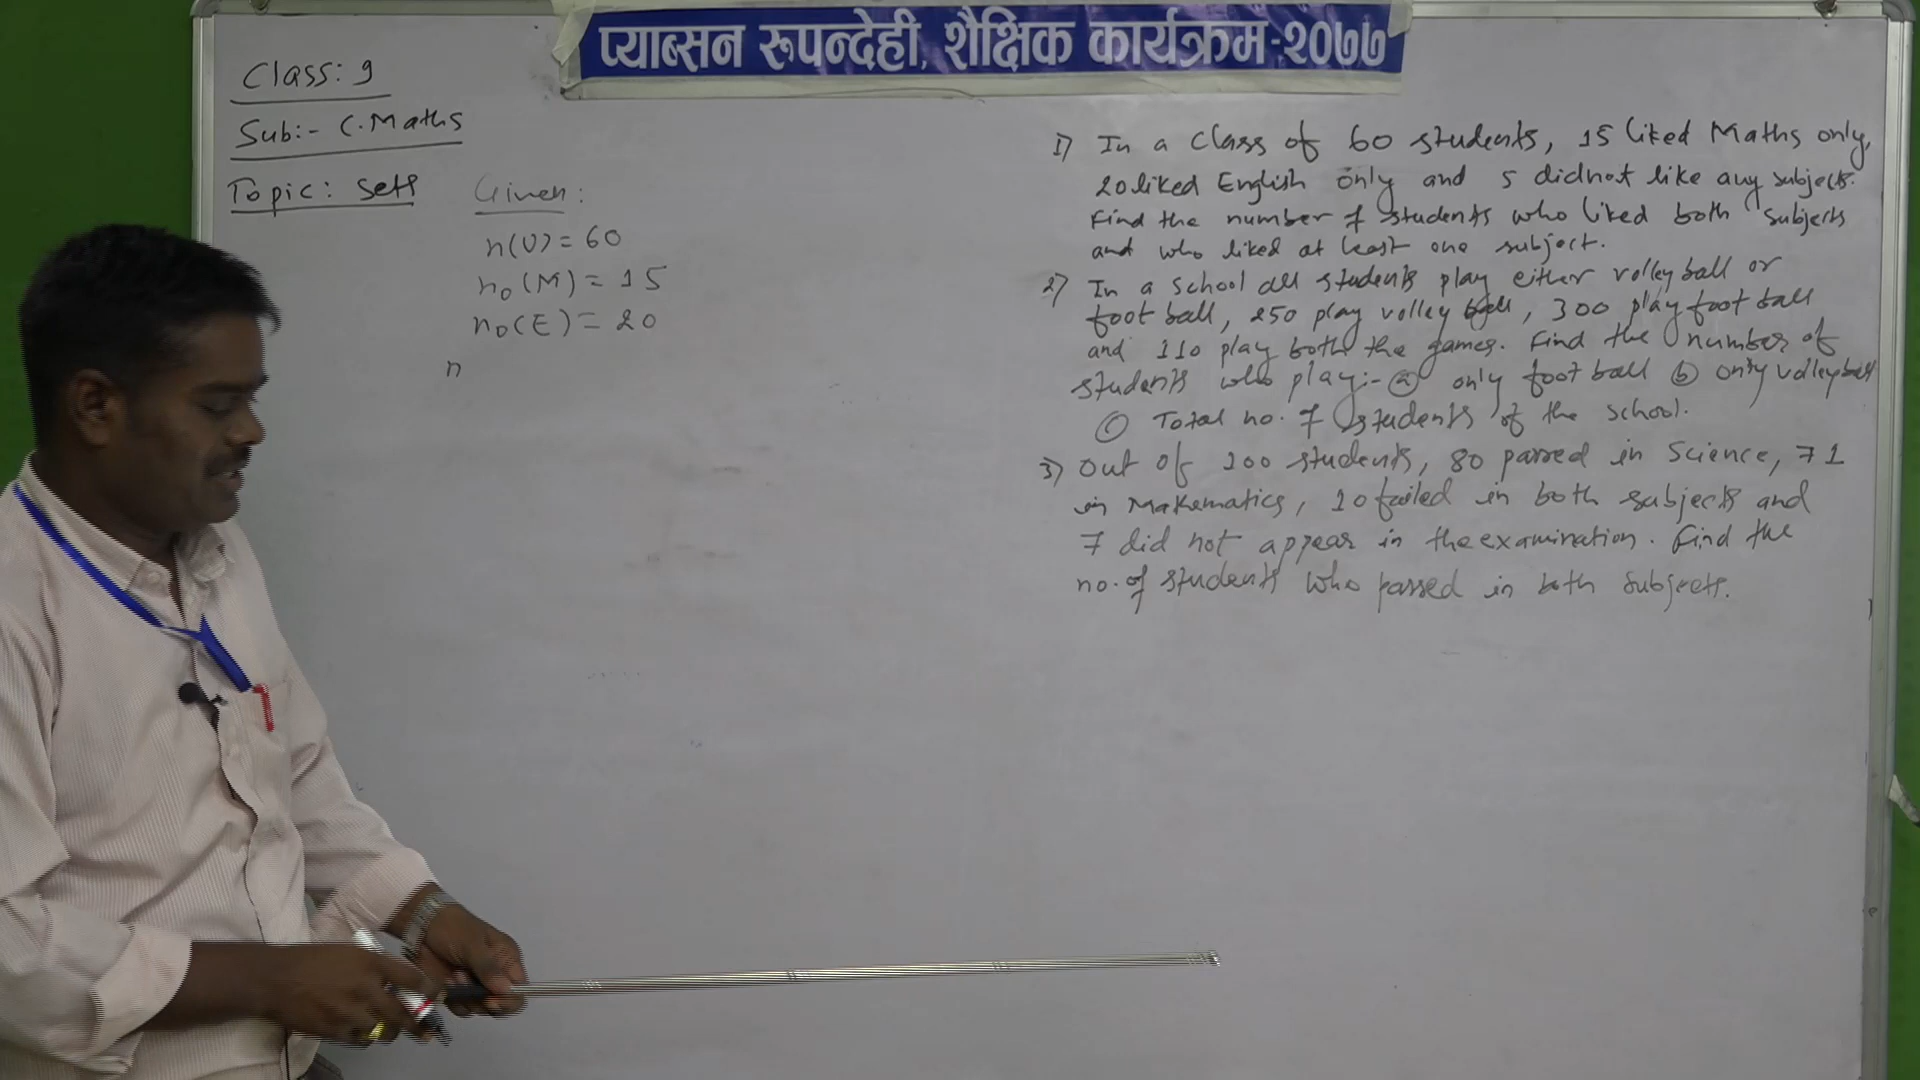 प्याब्सन रुपन्देही, शैक्षिक कार्यक्रम-२०७७
Class: 9
Sub:- C.Maths
Topic: Sets
Given:
n(U) = 60
n₀(M) = 15
n₀(E) = 20
n
1) In a class of 60 students, 15 liked Maths only,
20 liked English only and 5 didnot like any subjects.
Find the number of students who liked both subjects
and who liked at least one subject.
2) In a school all students play either volley ball or
foot ball, 250 play volley ball, 300 play foot ball
and 110 play both the games. Find the number of
students who play:- (a) only foot ball (b) only volley ball
(c) Total no. of students of the school.
3) Out of 100 students, 80 passed in Science, 71
in Mathematics, 10 failed in both subjects and
7 did not appear in the examination. Find the
no. of students who passed in both subjects.